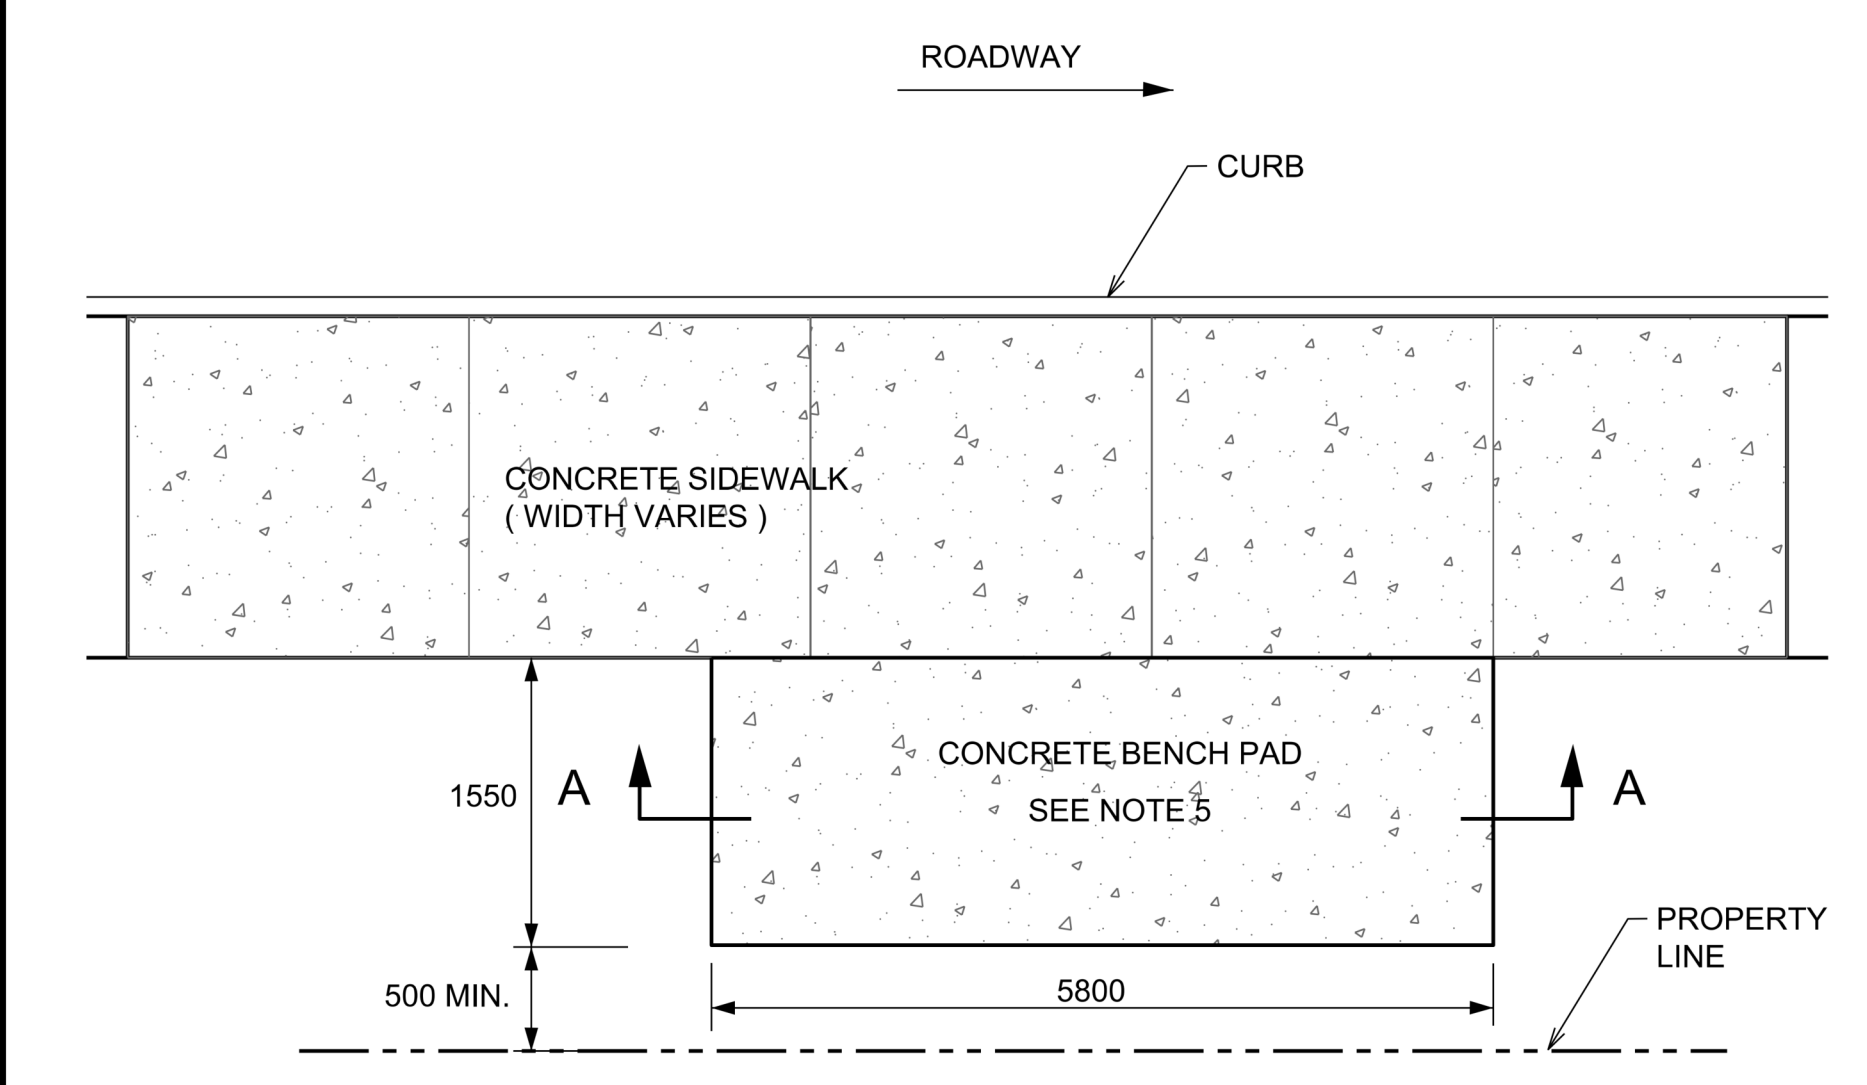 ROADWAY
CURB
CONCRETE SIDEWALK
( WIDTH VARIES )
CONCRETE BENCH PAD
SEE NOTE 5
1550
A
A
PROPERTY
LINE
500 MIN.
5800